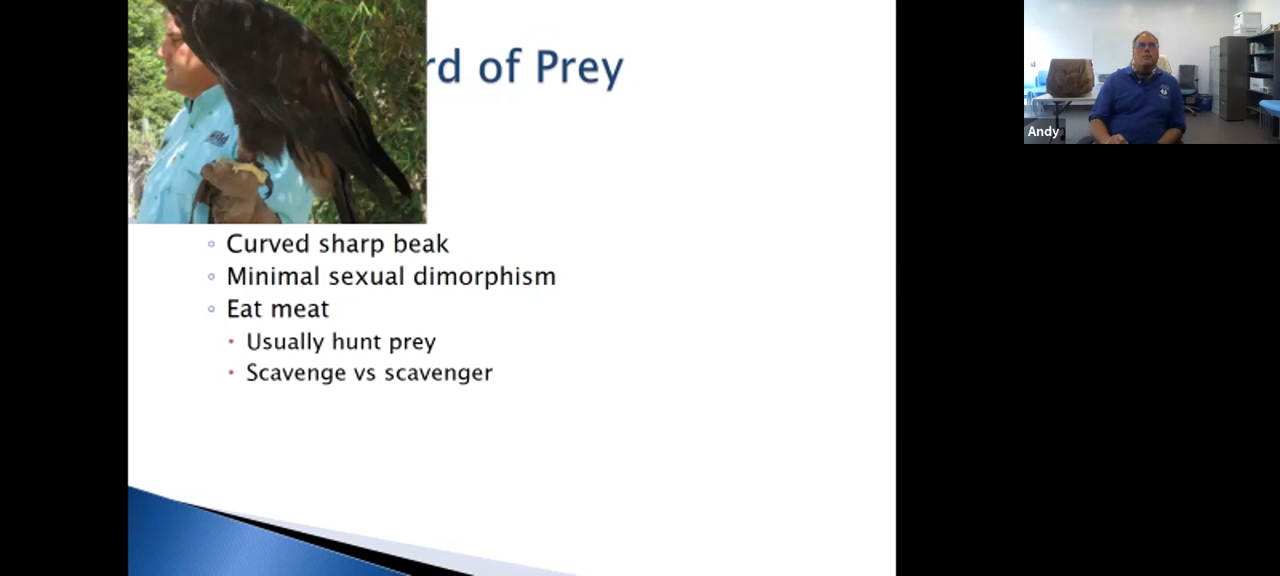 rd of Prey
Curved sharp beak
Minimal sexual dimorphism
Eat meat
Usually hunt prey
Scavenge vs scavenger
Andy